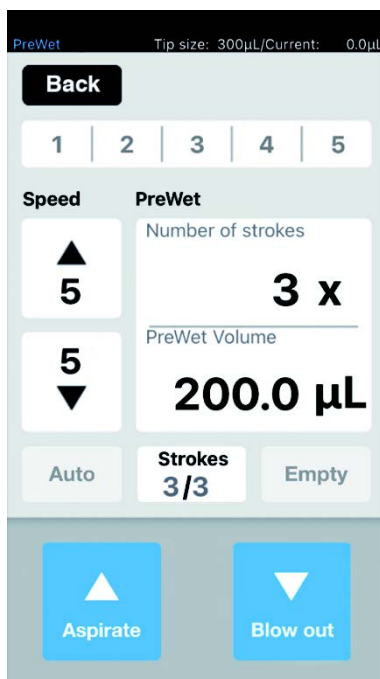 PreWet Tip size: 300µL/Current: 0.0µL
Back
1 2 3 4 5
Speed PreWet
Number of strokes
5
3 x
PreWet Volume
5
200.0 µL
Auto Strokes Empty
3/3
Aspirate Blow out